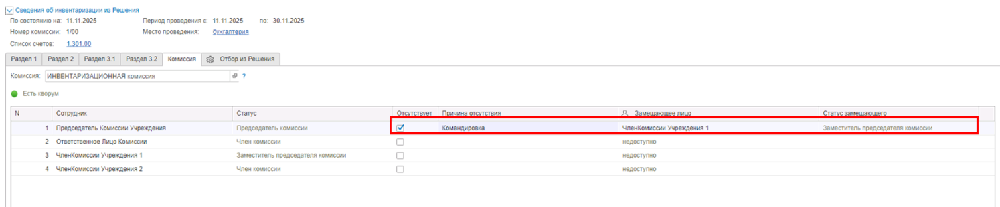 Сведения об инвентаризации из Решения
По состоянию на: 11.11.2025 Период проведения с: 11.11.2025 по: 30.11.2025
Номер комиссии: 1/00 Место проведения: бухгалтерия
Список счетов: 1.301.00
Раздел 1 Раздел 2 Раздел 3.1 Раздел 3.2 Комиссия Отбор из Решения
Комиссия: ИНВЕНТАРИЗАЦИОННАЯ комиссия ?
Есть кворум
N Сотрудник Статус Отсутствует Причина отсутствия Замещающее лицо Статус замещающего
1 Председатель Комиссии Учреждения Председатель комиссии Командировка ЧленКомиссии Учреждения 1 Заместитель председателя комиссии
2 Ответственное Лицо Комиссии Член комиссии недоступно
3 ЧленКомиссии Учреждения 1 Заместитель председателя комиссии недоступно
4 ЧленКомиссии Учреждения 2 Член комиссии недоступно